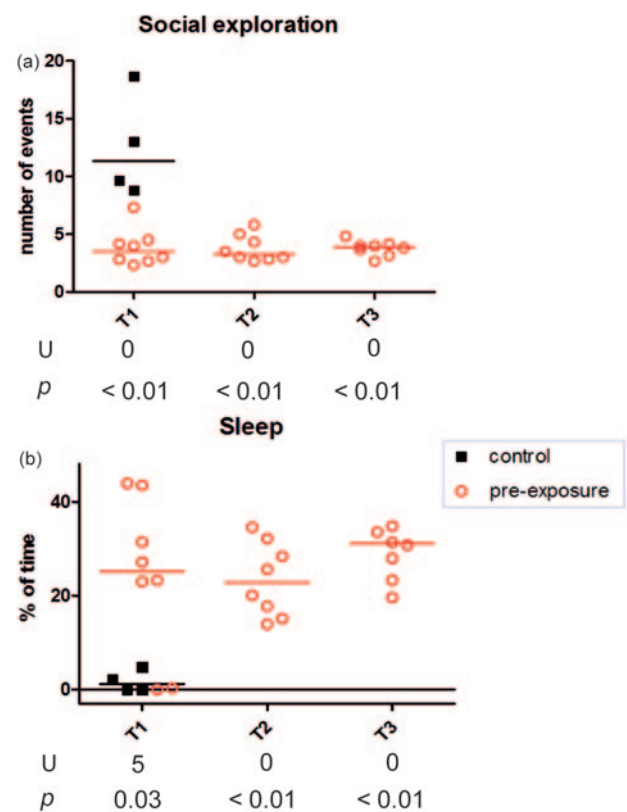 Social exploration
(a)
number of events
20
15
10
5
0
T1 T2 T3
U 0 0 0
p < 0.01 < 0.01 < 0.01
Sleep
(b)
control
pre-exposure
% of time
40
20
0
T1 T2 T3
U 5 0 0
p 0.03 < 0.01 < 0.01